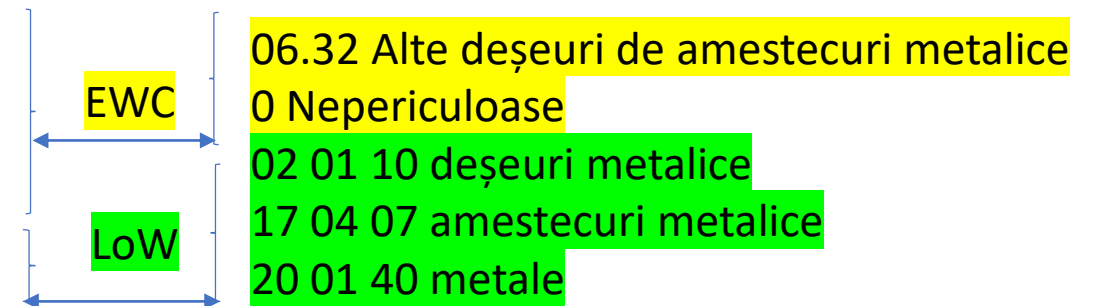 EWC
06.32 Alte deșeuri de amestecuri metalice
0 Nepericuloase
LoW
02 01 10 deșeuri metalice
17 04 07 amestecuri metalice
20 01 40 metale